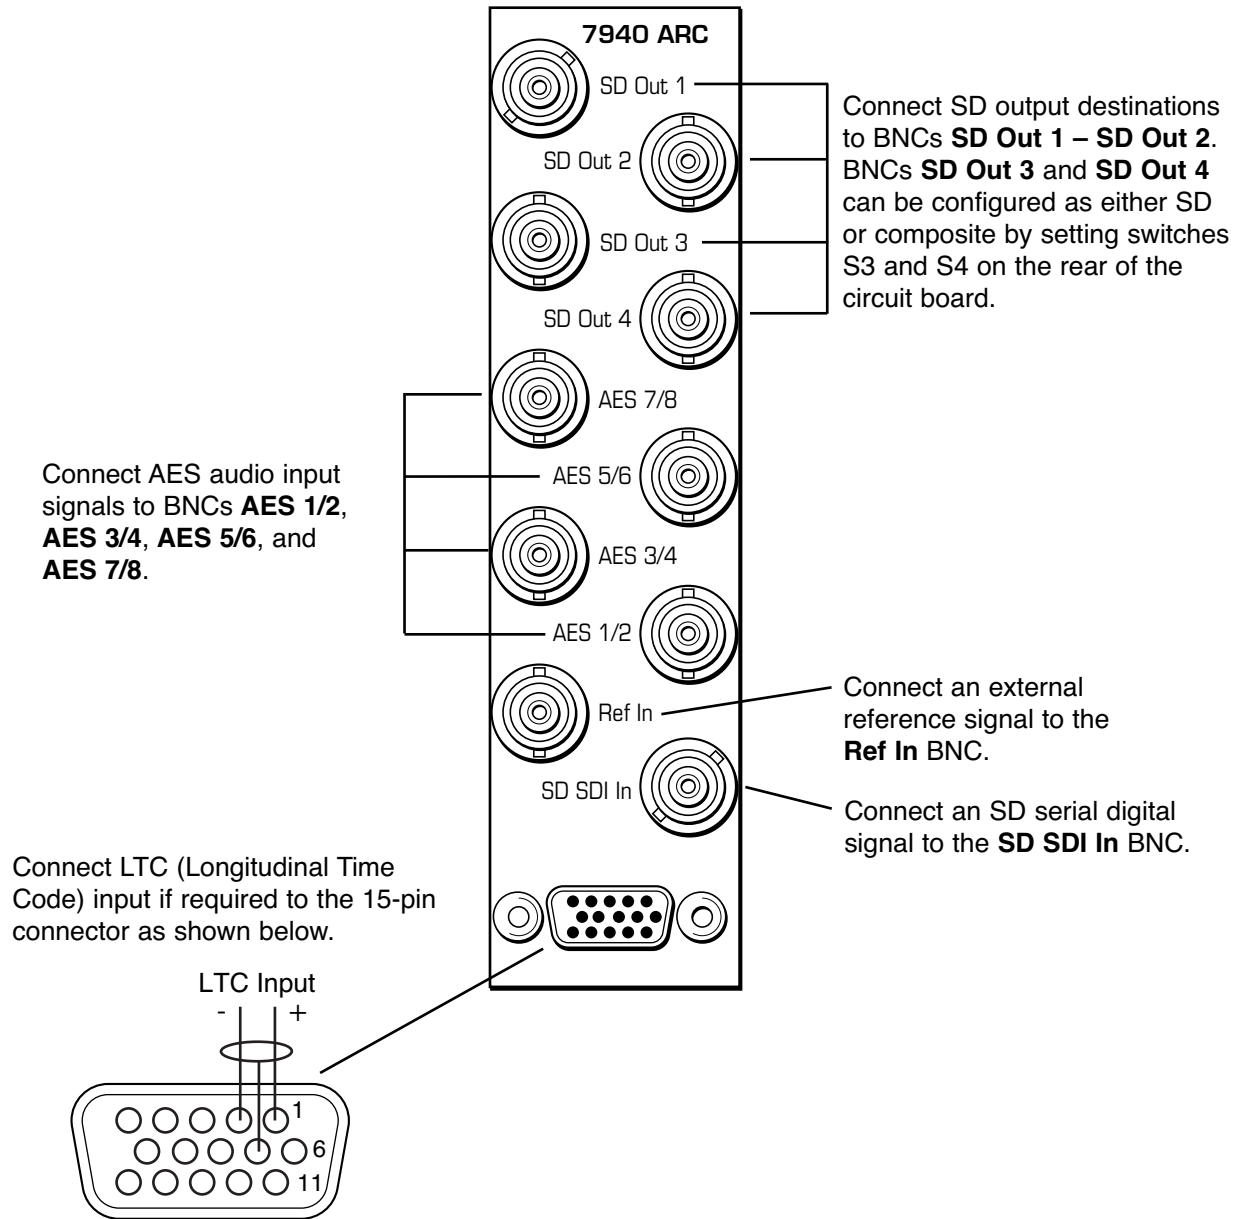 7940 ARC
SD Out 1
SD Out 2
SD Out 3
SD Out 4
AES 7/8
AES 5/6
AES 3/4
AES 1/2
Ref In
SD SDI In
Connect SD output destinations
to BNCs SD Out 1 – SD Out 2.
BNCs SD Out 3 and SD Out 4
can be configured as either SD
or composite by setting switches
S3 and S4 on the rear of the
circuit board.
Connect AES audio input
signals to BNCs AES 1/2,
AES 3/4, AES 5/6, and
AES 7/8.
Connect an external
reference signal to the
Ref In BNC.
Connect an SD serial digital
signal to the SD SDI In BNC.
Connect LTC (Longitudinal Time
Code) input if required to the 15-pin
connector as shown below.
LTC Input
- +
1
6
11